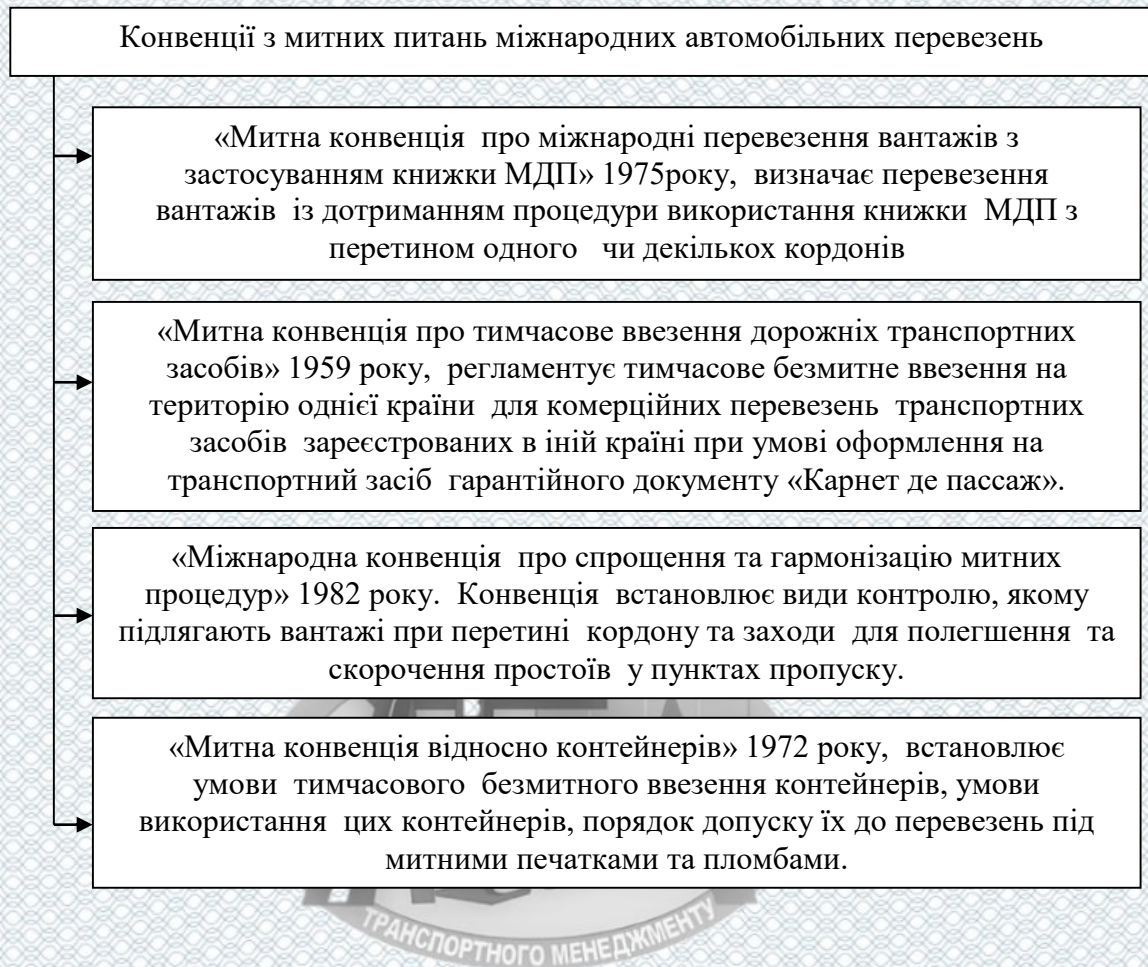 Конвенції з митних питань міжнародних автомобільних перевезень
«Митна конвенція про міжнародні перевезення вантажів з
застосуванням книжки МДП» 1975року, визначає перевезення
вантажів із дотриманням процедури використання книжки МДП з
перетином одного чи декількох кордонів
«Митна конвенція про тимчасове ввезення дорожніх транспортних
засобів» 1959 року, регламентує тимчасове безмитне ввезення на
територію однієї країни для комерційних перевезень транспортних
засобів зареєстрованих в іній країні при умові оформлення на
транспортний засіб гарантійного документу «Карнет де пассаж».
«Міжнародна конвенція про спрощення та гармонізацію митних
процедур» 1982 року. Конвенція встановлює види контролю, якому
підлягають вантажі при перетині кордону та заходи для полегшення та
скорочення простоїв у пунктах пропуску.
«Митна конвенція відносно контейнерів» 1972 року, встановлює
умови тимчасового безмитного ввезення контейнерів, умови
використання цих контейнерів, порядок допуску їх до перевезень під
митними печатками та пломбами.
ТРАНСПОРТНОГО МЕНЕДЖМЕНТУ